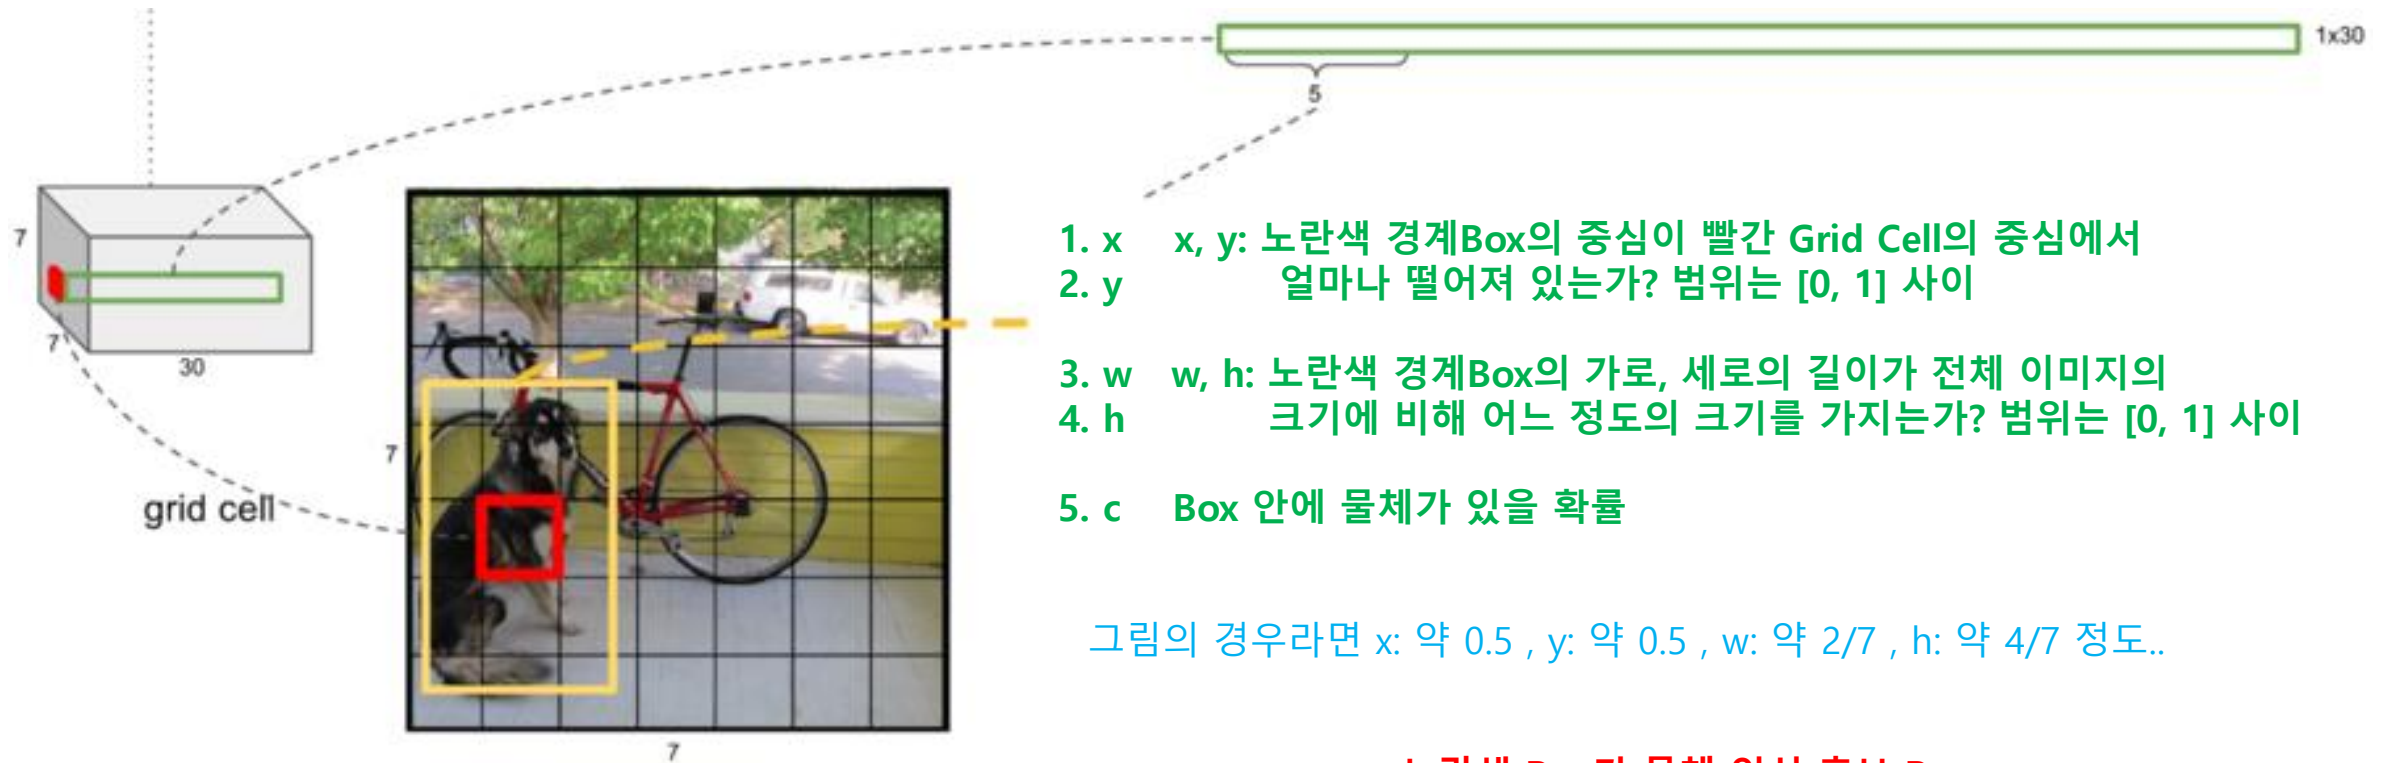 1x30
5
7
7
30
grid cell
7
7
1. x x, y: 노란색 경계Box의 중심이 빨간 Grid Cell의 중심에서
2. y 얼마나 떨어져 있는가? 범위는 [0, 1] 사이
3. w w, h: 노란색 경계Box의 가로, 세로의 길이가 전체 이미지의
4. h 크기에 비해 어느 정도의 크기를 가지는가? 범위는 [0, 1] 사이
5. c Box 안에 물체가 있을 확률
그림의 경우라면 x: 약 0.5 , y: 약 0.5 , w: 약 2/7 , h: 약 4/7 정도..